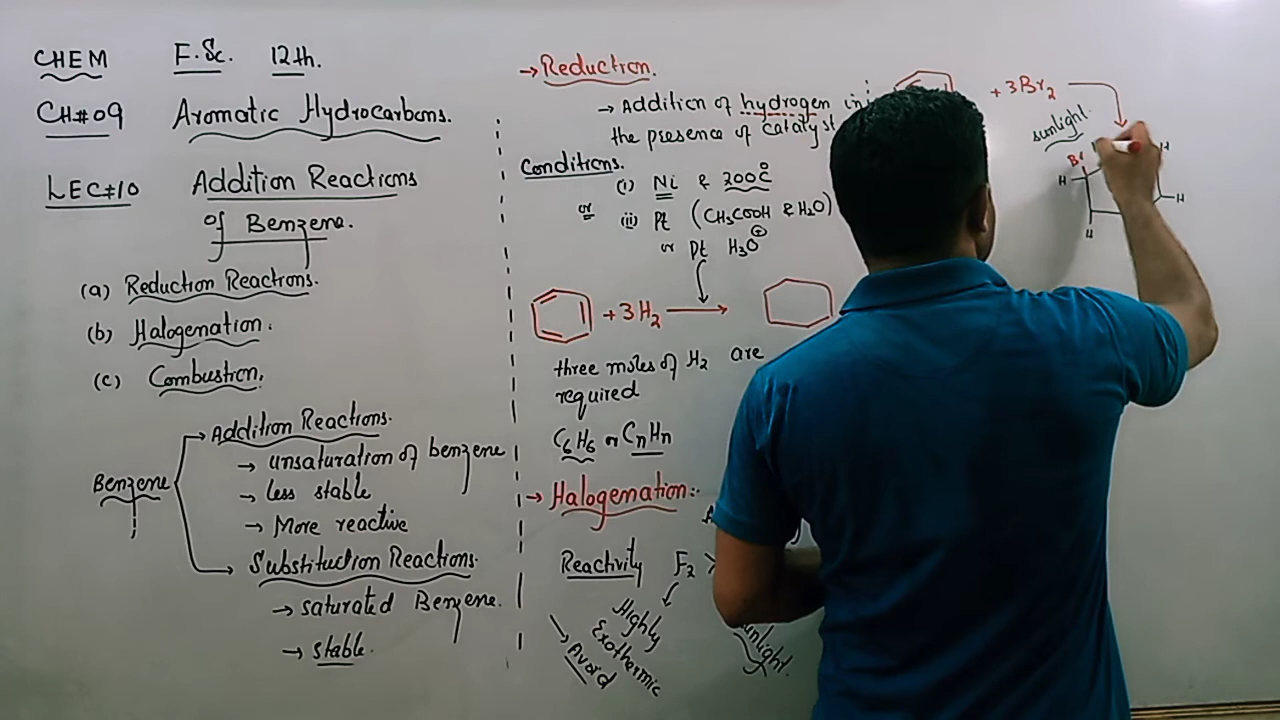 CHEM F.Sc. 12th.
CH#09 Aromatic Hydrocarbons.
LEC#10 Addition Reactions
of Benzene.
(a) Reduction Reactions.
(b) Halogenation.
(c) Combustion.
Benzene
→ Addition Reactions.
→ unsaturation of benzene
→ less stable
→ More reactive
→ Substitution Reactions.
→ saturated Benzene.
→ stable.
→ Reduction.
→ Addition of hydrogen in
the presence of catalyst
Conditions.
(i) Ni & 200°C
or (ii) Pt (CH3COOH & H2O)
or Pt H3O⊕
+ 3H2 →
three moles of H2 are
required
C6H6 or CnHn
→ Halogenation:.
Reactivity F2 >
Highly
Exothermic
→ Avoid
sunlight.
+ 3Br2
sunlight.
Br
H
H
H
H